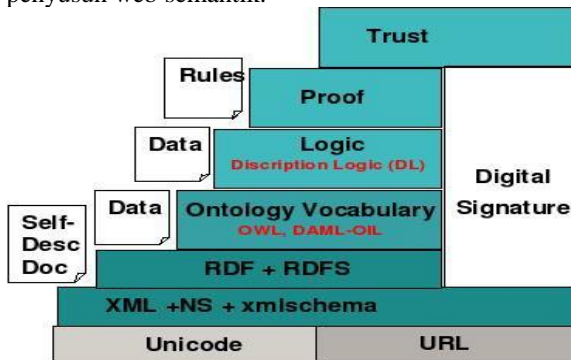 penyusun web semantik.
Trust
Rules
Proof
Data
Logic
Discription Logic (DL)
Digital
Signature
Data
Ontology Vocabulary
OWL, DAML-OIL
Self-
Desc
Doc
RDF + RDFS
XML +NS + xmlschema
Unicode
URL